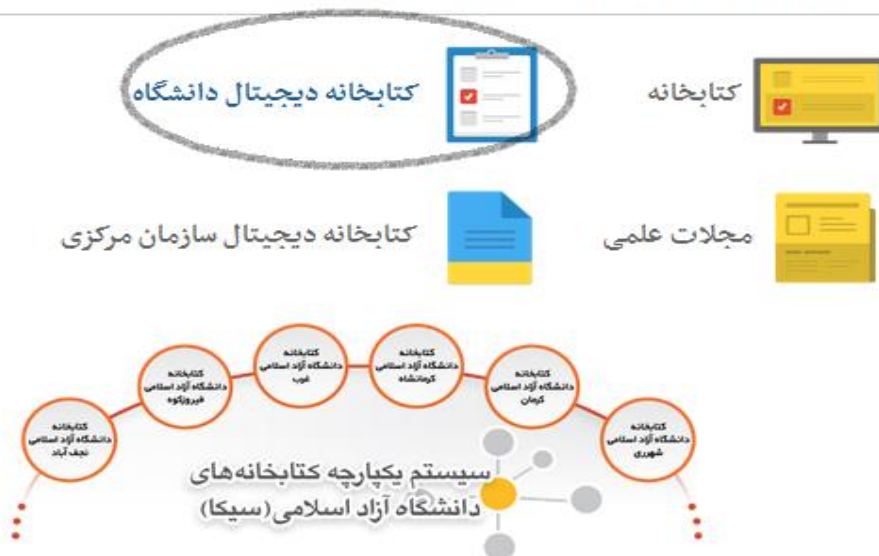 کتابخانه
کتابخانه دیجیتال دانشگاه
مجلات علمی
کتابخانه دیجیتال سازمان مرکزی
کتابخانه
دانشگاه آزاد اسلامی
شهرری
کتابخانه
دانشگاه آزاد اسلامی
کرمان
کتابخانه
دانشگاه آزاد اسلامی
کرمانشاه
کتابخانه
دانشگاه آزاد اسلامی
غرب
کتابخانه
دانشگاه آزاد اسلامی
فیروزکوه
کتابخانه
دانشگاه آزاد اسلامی
نجف آباد
سیستم یکپارچه کتابخانه‌های
دانشگاه آزاد اسلامی(سیکا)